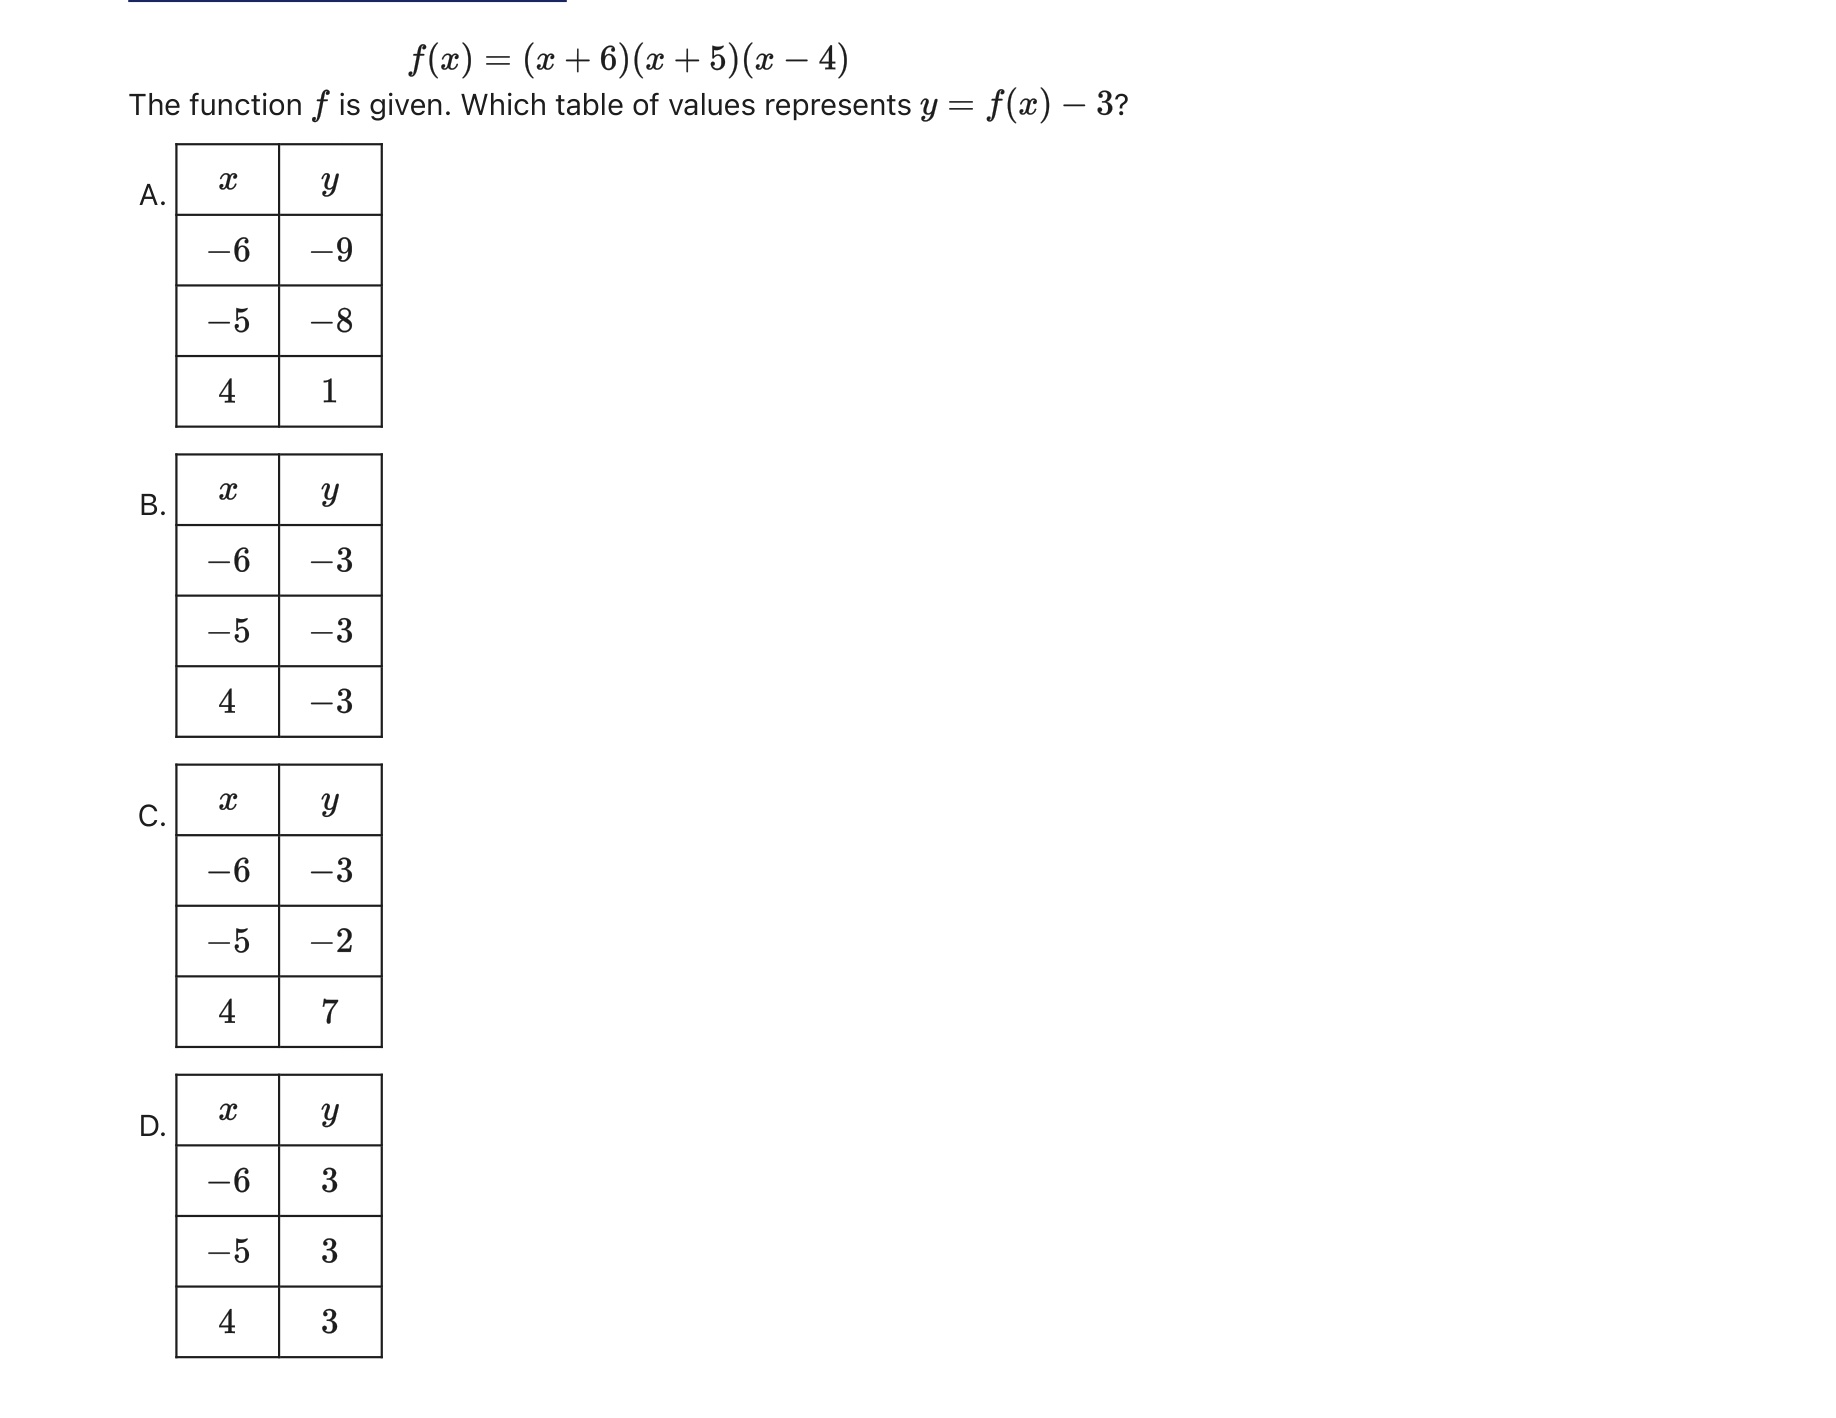 f(x) = (x + 6)(x + 5)(x − 4)
The function f is given. Which table of values represents y = f(x) − 3?
A.
x y
−6 −9
−5 −8
4 1
B.
x y
−6 −3
−5 −3
4 −3
C.
x y
−6 −3
−5 −2
4 7
D.
x y
−6 3
−5 3
4 3